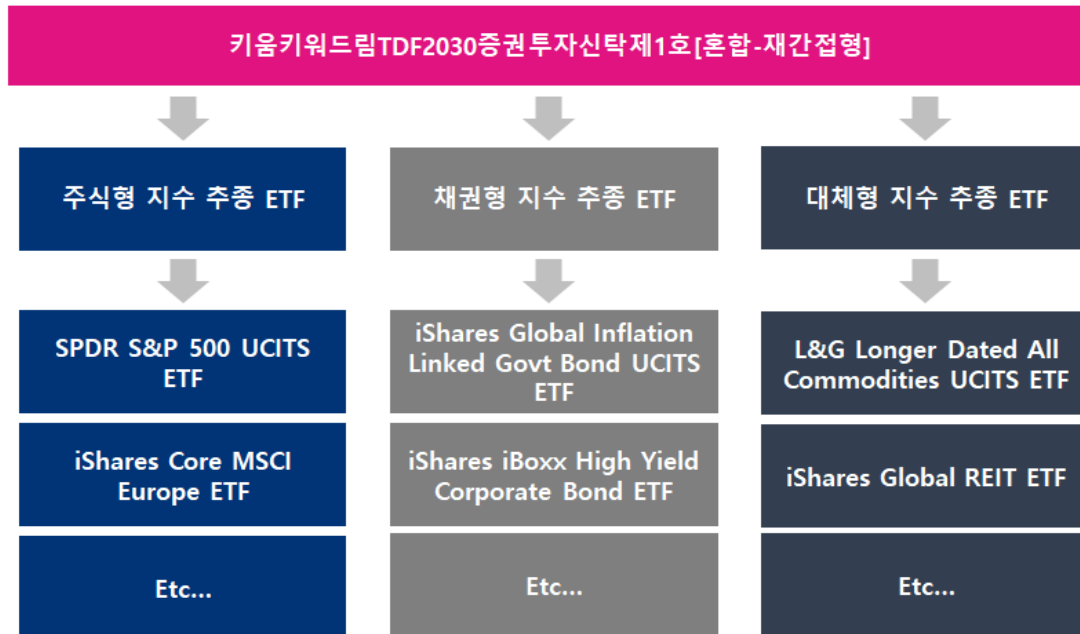 키움키워드림TDF2030증권투자신탁제1호[혼합-재간접형]
주식형 지수 추종 ETF
SPDR S&P 500 UCITS
ETF
iShares Core MSCI
Europe ETF
Etc...
채권형 지수 추종 ETF
iShares Global Inflation
Linked Govt Bond UCITS
ETF
iShares iBoxx High Yield
Corporate Bond ETF
Etc...
대체형 지수 추종 ETF
L&G Longer Dated All
Commodities UCITS ETF
iShares Global REIT ETF
Etc...